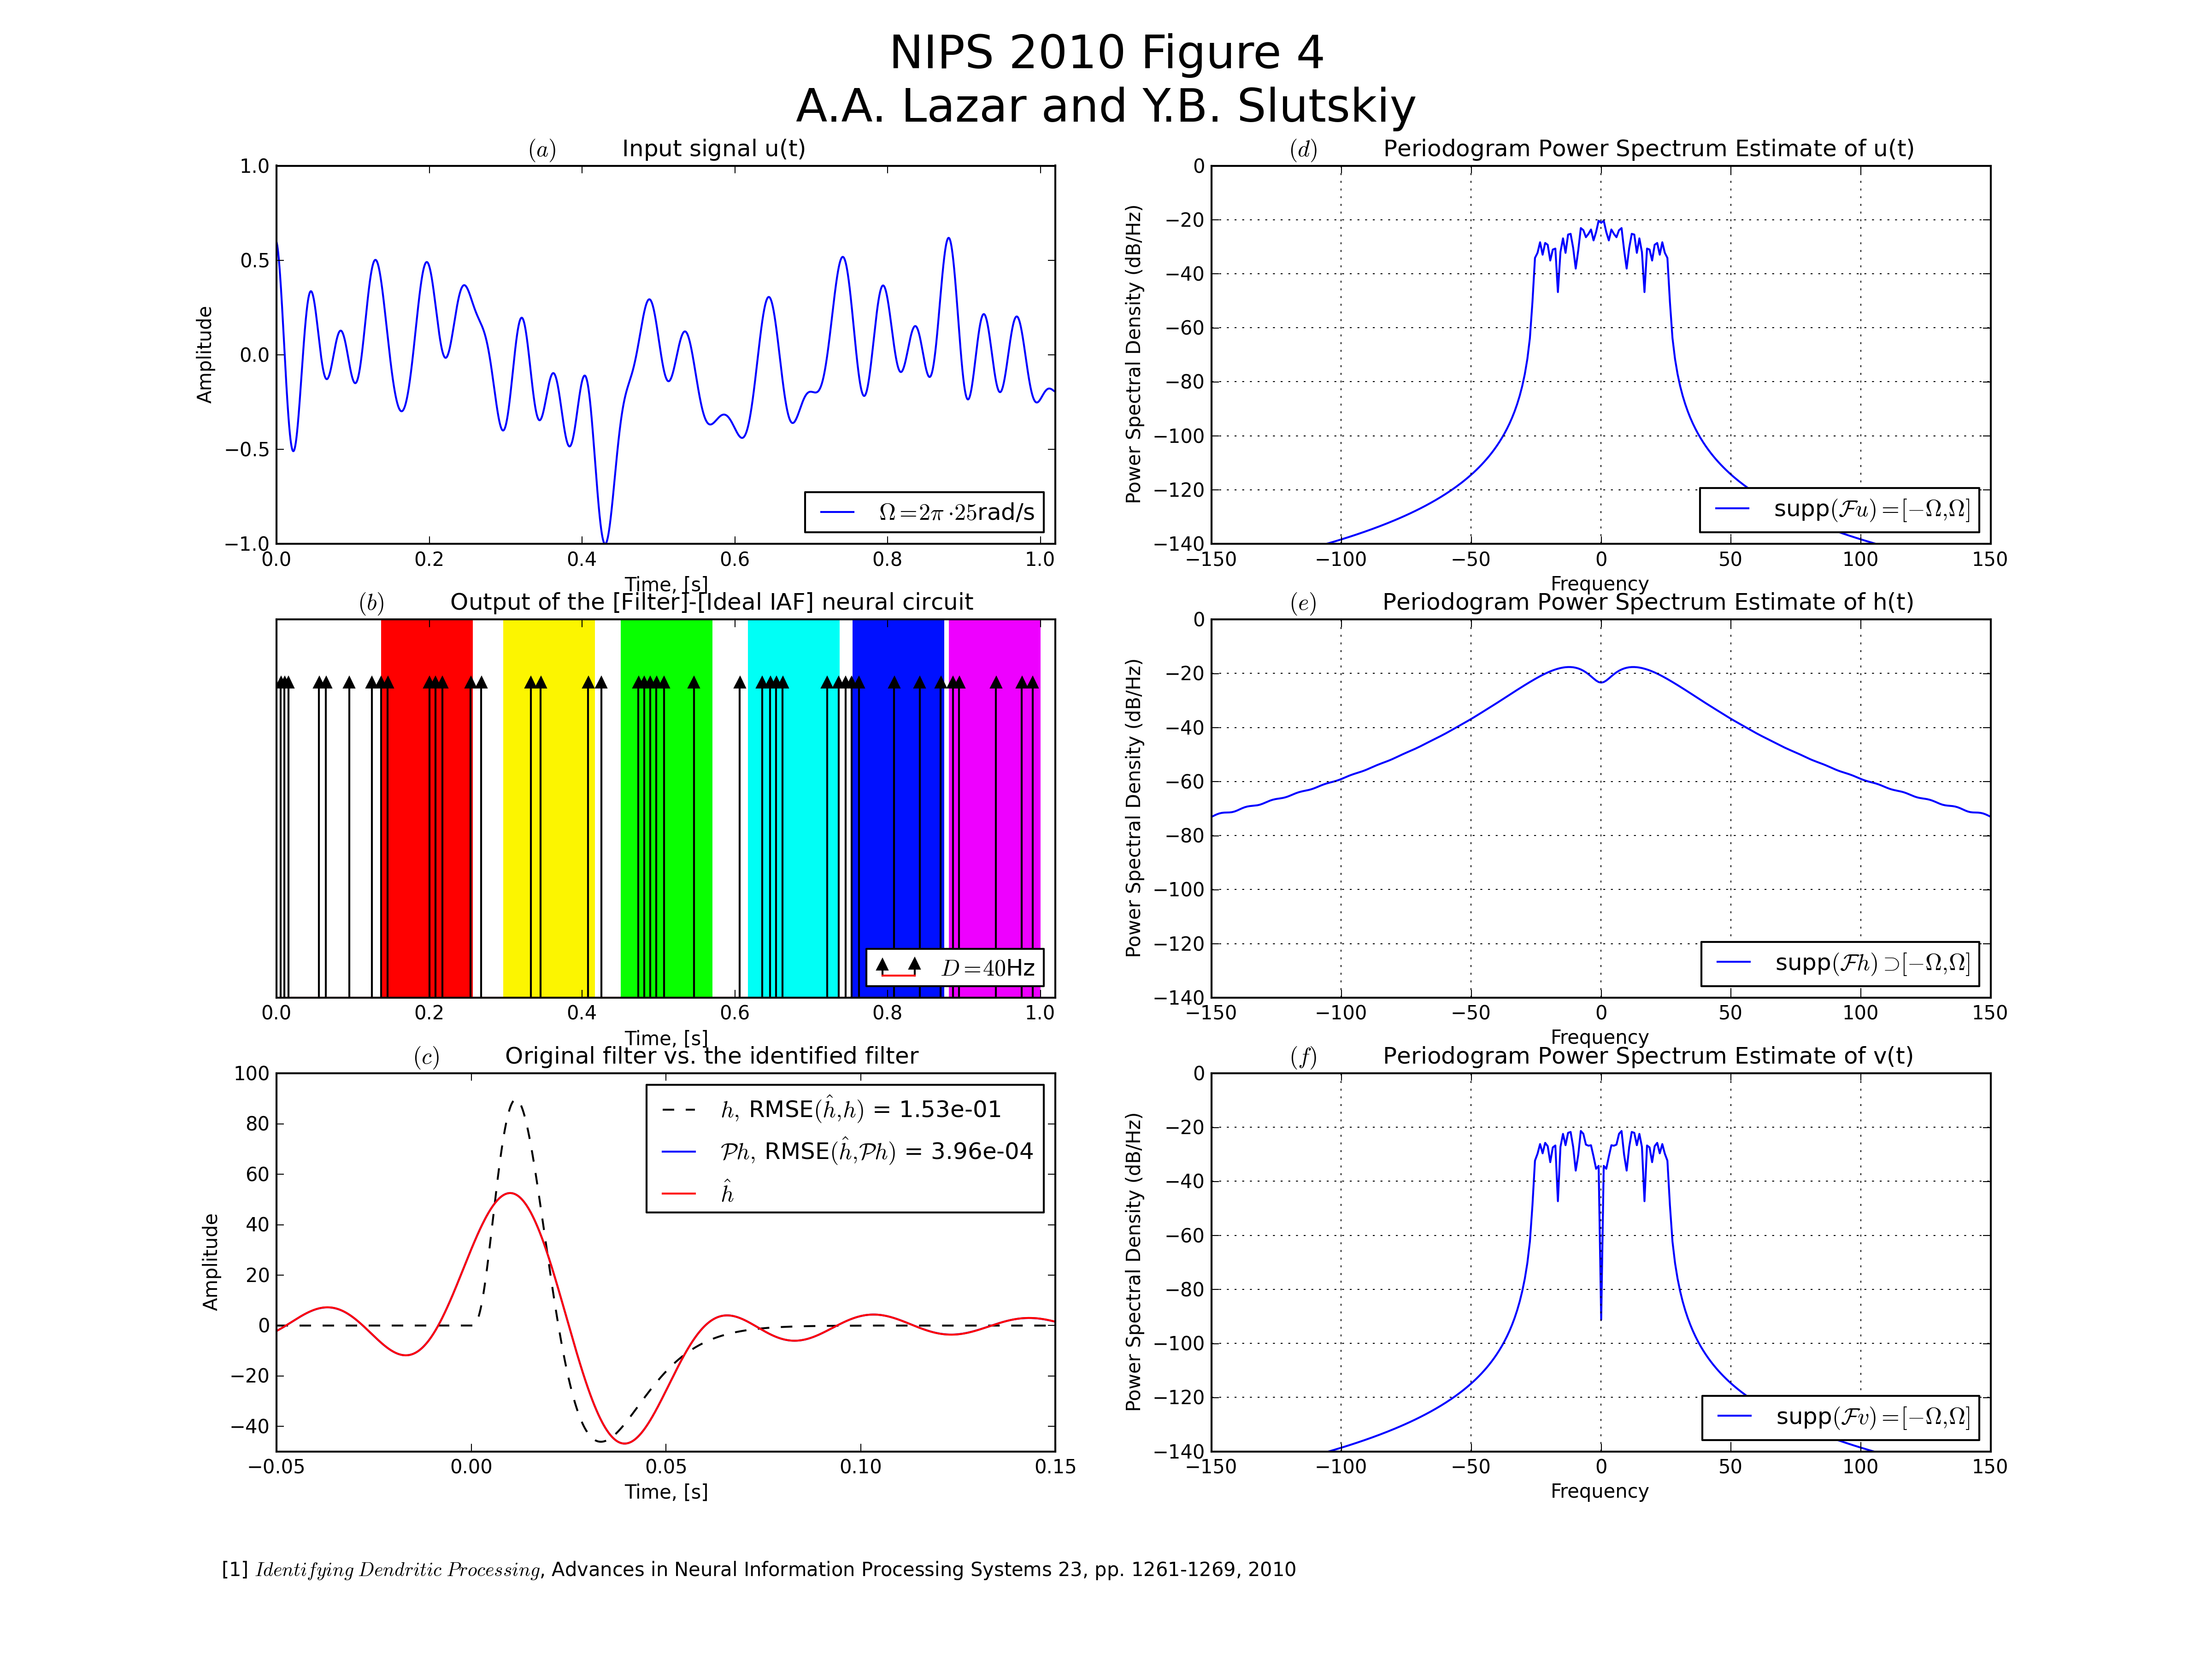 NIPS 2010 Figure 4
A.A. Lazar and Y.B. Slutskiy
(a) Input signal u(t)
1.0
0.5
0.0
−0.5
−1.0
Amplitude
Ω=2π·25rad/s
0.0 0.2 0.4 0.6 0.8 1.0
Time, [s]
(b) Output of the [Filter]-[Ideal IAF] neural circuit
D=40Hz
0.0 0.2 0.4 0.6 0.8 1.0
Time, [s]
(c) Original filter vs. the identified filter
100
80
60
40
20
0
−20
−40
Amplitude
h, RMSE(ĥ,h) = 1.53e-01
𝒫h, RMSE(ĥ,𝒫h) = 3.96e-04
ĥ
−0.05 0.00 0.05 0.10 0.15
Time, [s]
(d) Periodogram Power Spectrum Estimate of u(t)
0
−20
−40
−60
−80
−100
−120
−140
Power Spectral Density (dB/Hz)
supp(ℱu)=[−Ω,Ω]
−150 −100 −50 0 50 100 150
Frequency
(e) Periodogram Power Spectrum Estimate of h(t)
0
−20
−40
−60
−80
−100
−120
−140
Power Spectral Density (dB/Hz)
supp(ℱh)⊃[−Ω,Ω]
−150 −100 −50 0 50 100 150
Frequency
(f) Periodogram Power Spectrum Estimate of v(t)
0
−20
−40
−60
−80
−100
−120
−140
Power Spectral Density (dB/Hz)
supp(ℱv)=[−Ω,Ω]
−150 −100 −50 0 50 100 150
Frequency
[1] Identifying Dendritic Processing, Advances in Neural Information Processing Systems 23, pp. 1261-1269, 2010